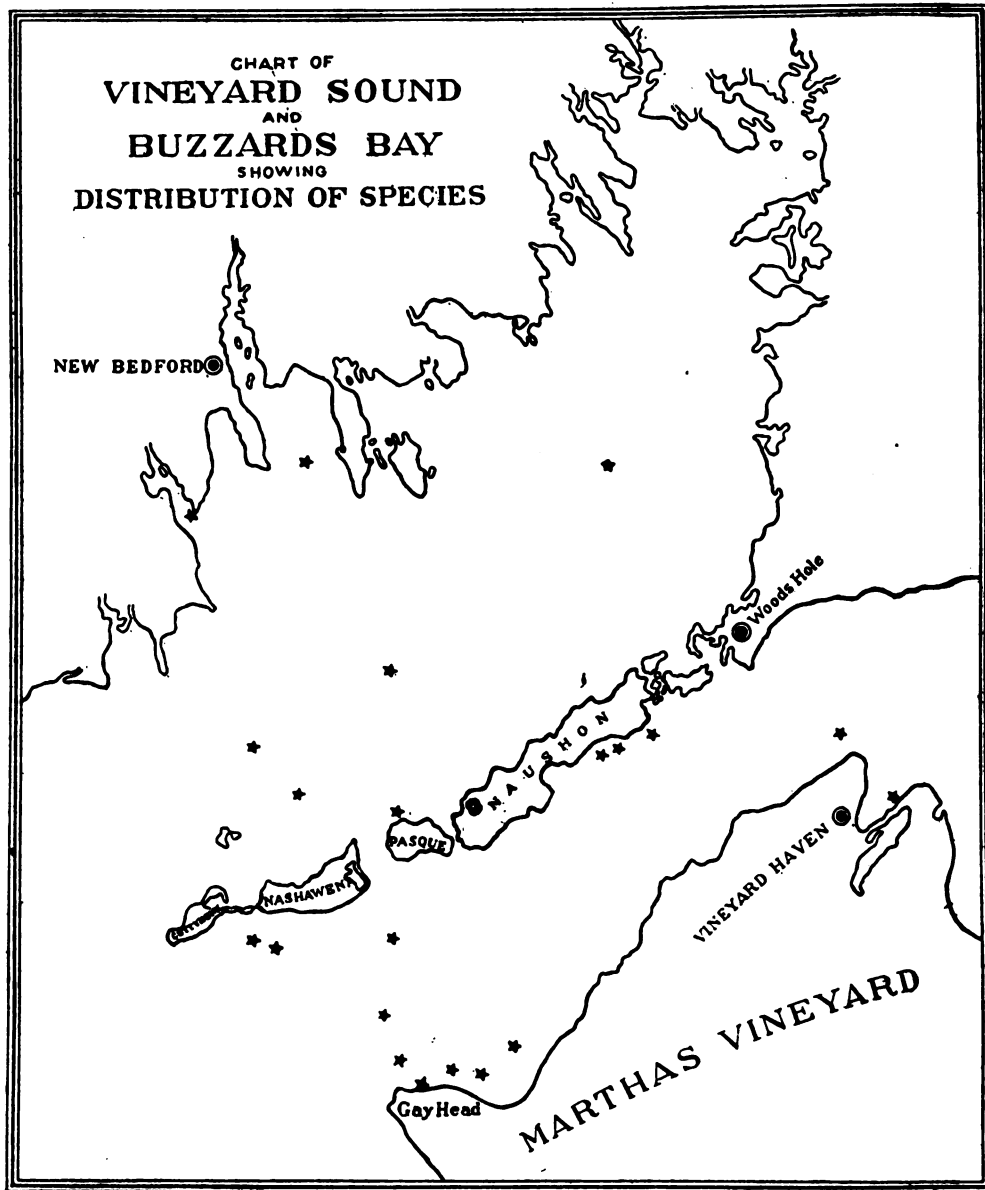 CHART OF
VINEYARD SOUND
AND
BUZZARDS BAY
SHOWING
DISTRIBUTION OF SPECIES
NEW BEDFORD
Woods Hole
NAUSHON
PASQUE
VINEYARD HAVEN
NASHAWENA
MARTHAS VINEYARD
Gay Head